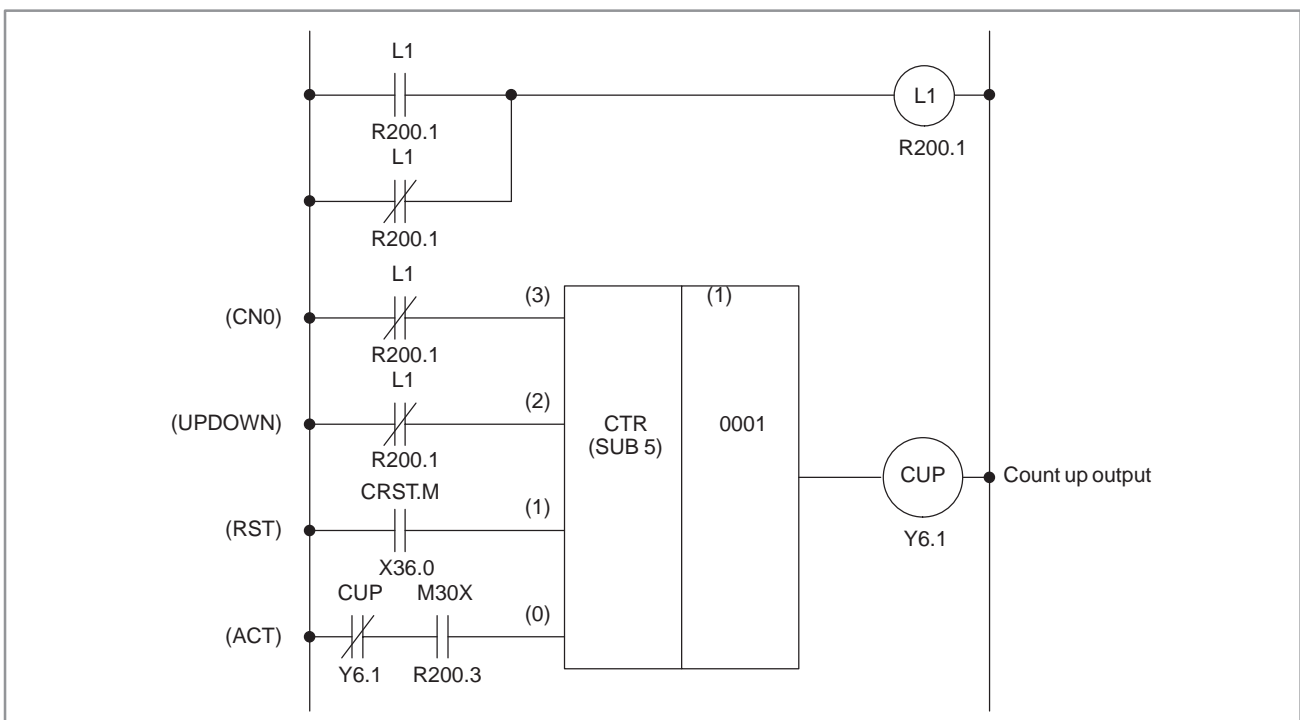 L1
L1
R200.1
R200.1
L1
R200.1
L1
(CN0)
(3)
(1)
R200.1
L1
(UPDOWN)
(2)
CTR
(SUB 5)
0001
R200.1
CRST.M
CUP
Count up output
(RST)
(1)
Y6.1
X36.0
CUP
M30X
(ACT)
(0)
Y6.1
R200.3